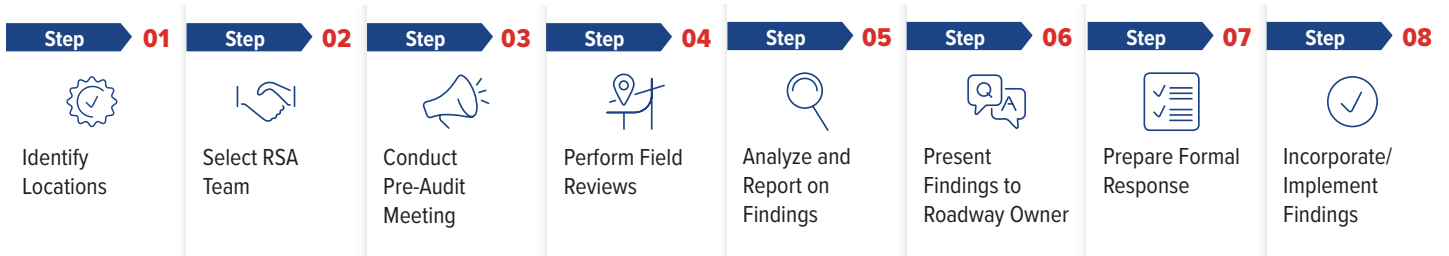 Step 01
Identify
Locations
Step 02
Select RSA
Team
Step 03
Conduct
Pre-Audit
Meeting
Step 04
Perform Field
Reviews
Step 05
Analyze and
Report on
Findings
Step 06
Q
A
Present
Findings to
Roadway Owner
Step 07
Prepare Formal
Response
Step 08
Incorporate/
Implement
Findings